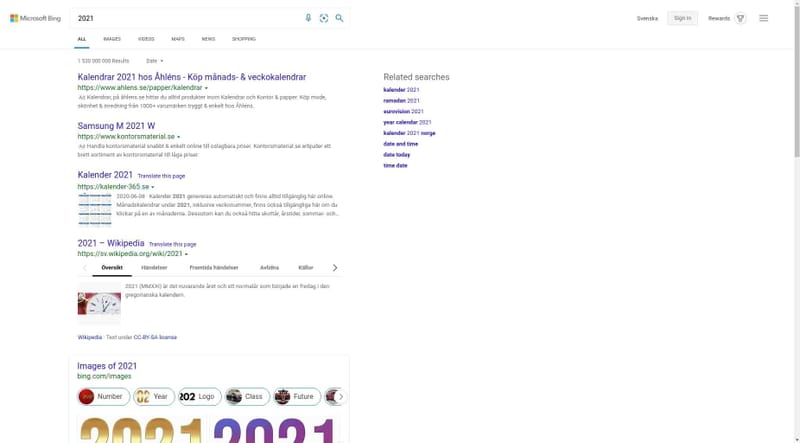 Microsoft Bing
2021
Svenska
Sign in
Rewards
ALL
IMAGES
VIDEOS
MAPS
NEWS
SHOPPING
1 520 000 000 Results
Date
Kalendrar 2021 hos Åhléns - Köp månads- & veckokalendrar
https://www.ahlens.se/papper/kalendrar
Ad Kalendrar, på åhlens.se hittar du alltid produkter inom Kalendrar och Kontor & papper. Köp mode,
skönhet & inredning från 1000+ varumärken tryggt & enkelt hos Åhléns.
Samsung M 2021 W
https://www.kontorsmaterial.se
Ad Handla kontorsmaterial snabbt & enkelt online till oslagbara priser. Kontorsmaterial.se erbjuder ett
brett sortiment av kontorsmaterial till låga priser.
Kalender 2021 Translate this page
https://kalender-365.se
2020-06-08 · Kalender 2021 genereras automatiskt och finns alltid tillgänglig här online.
Månadskalendrar under 2021, inklusive veckonummer, finns också tillgängliga här om du
klickar på en av månaderna. Dessutom kan du också hitta skottår, årstider, sommar- och...
2021 – Wikipedia Translate this page
https://sv.wikipedia.org/wiki/2021
Översikt
Händelser
Framtida händelser
Avlidna
Källor
2021 (MMXXI) är det nuvarande året och ett normalår som började en fredag i den
gregorianska kalendern.
Wikipedia · Text under CC-BY-SA license
Images of 2021
bing.com/images
Number
Year
Logo
Class
Future
2021
2021
Related searches
kalender 2021
ramadan 2021
eurovision 2021
year calendar 2021
kalender 2021 norge
date and time
date today
time date